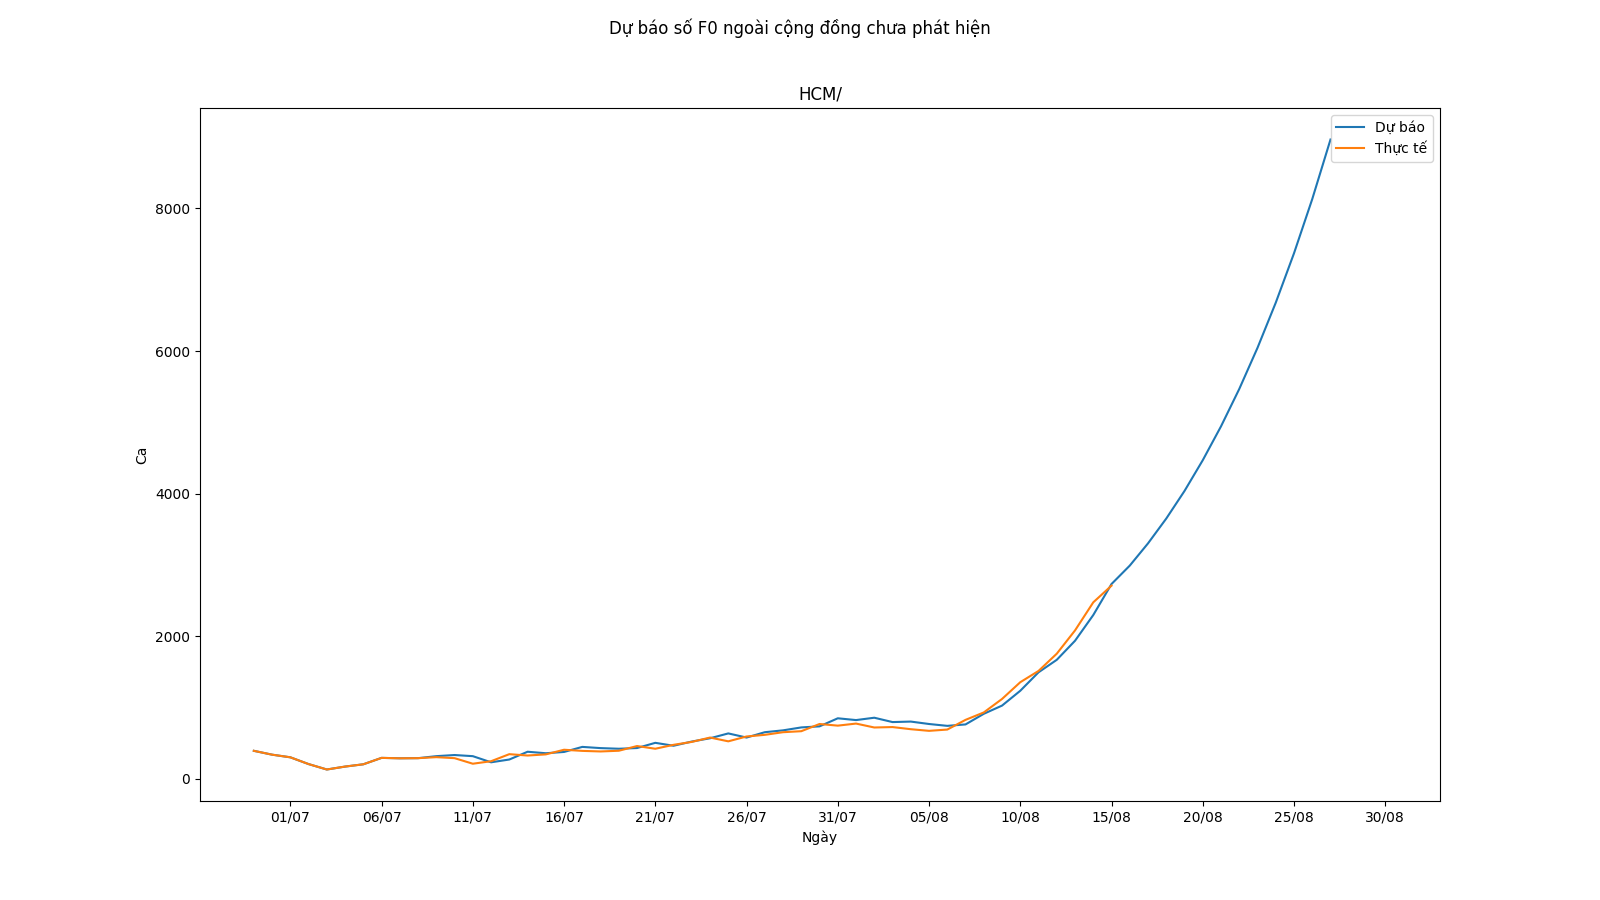 Dự báo số F0 ngoài cộng đồng chưa phát hiện
HCM/
Dự báo
Thực tế
8000
6000
4000
2000
0
Ca
01/07 06/07 11/07 16/07 21/07 26/07 31/07 05/08 10/08 15/08 20/08 25/08 30/08
Ngày